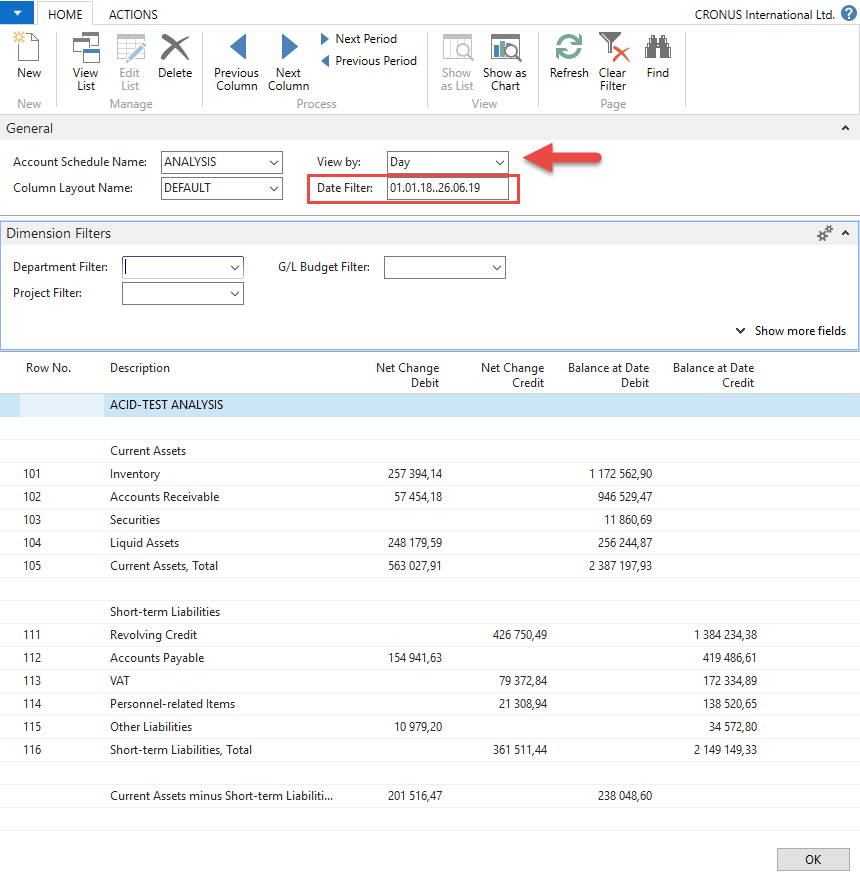 HOME ACTIONS CRONUS International Ltd. ?
New View List Edit List Delete Previous Column Next Column Next Period Previous Period Show as List Show as Chart Refresh Clear Filter Find
New Manage Process View Page
General
Account Schedule Name: ANALYSIS View by: Day
Column Layout Name: DEFAULT Date Filter: 01.01.18..26.06.19
Dimension Filters
Department Filter: G/L Budget Filter:
Project Filter:
Show more fields
Row No. Description Net Change Debit Net Change Credit Balance at Date Debit Balance at Date Credit
ACID-TEST ANALYSIS
Current Assets
101 Inventory 257 394,14 1 172 562,90
102 Accounts Receivable 57 454,18 946 529,47
103 Securities 11 860,69
104 Liquid Assets 248 179,59 256 244,87
105 Current Assets, Total 563 027,91 2 387 197,93
Short-term Liabilities
111 Revolving Credit 426 750,49 1 384 234,38
112 Accounts Payable 154 941,63 419 486,61
113 VAT 79 372,84 172 334,89
114 Personnel-related Items 21 308,94 138 520,65
115 Other Liabilities 10 979,20 34 572,80
116 Short-term Liabilities, Total 361 511,44 2 149 149,33
Current Assets minus Short-term Liabiliti... 201 516,47 238 048,60
OK